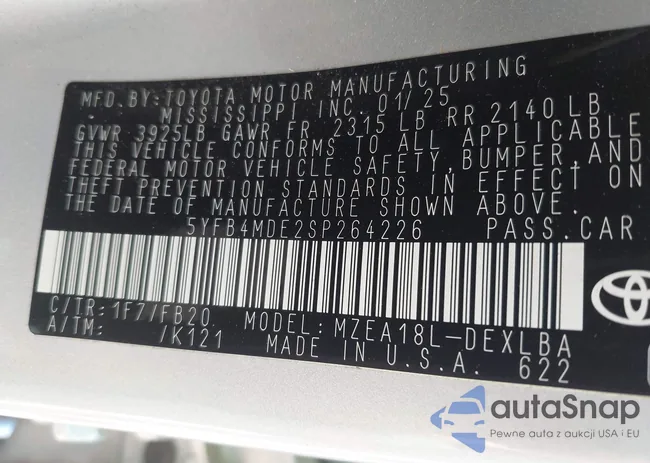 MFD.BY:TOYOTA MOTOR MANUFACTURING
MISSISSIPPI INC. 01/25
GVWR 3925LB GAWR FR 2315 LB RR 2140 LB
THIS VEHICLE CONFORMS TO ALL APPLICABLE
FEDERAL MOTOR VEHICLE SAFETY,BUMPER,AND
THEFT PREVENTION STANDARDS IN EFFECT ON
THE DATE OF MANUFACTURE SHOWN ABOVE.
5YFB4MDE2SP264226 PASS.CAR
C/TR:1F7/FB20 MODEL: MZEA18L-DEXLBA
A/TM: /K121 MADE IN U.S.A. 622
autaSnap
Pewne auta z aukcji USA i EU